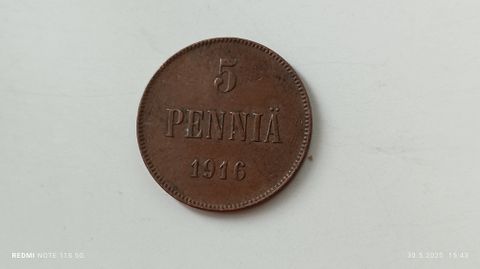 5
PENNIÄ
1916
REDMI NOTE 11S 5G
30.5.2025 15:43